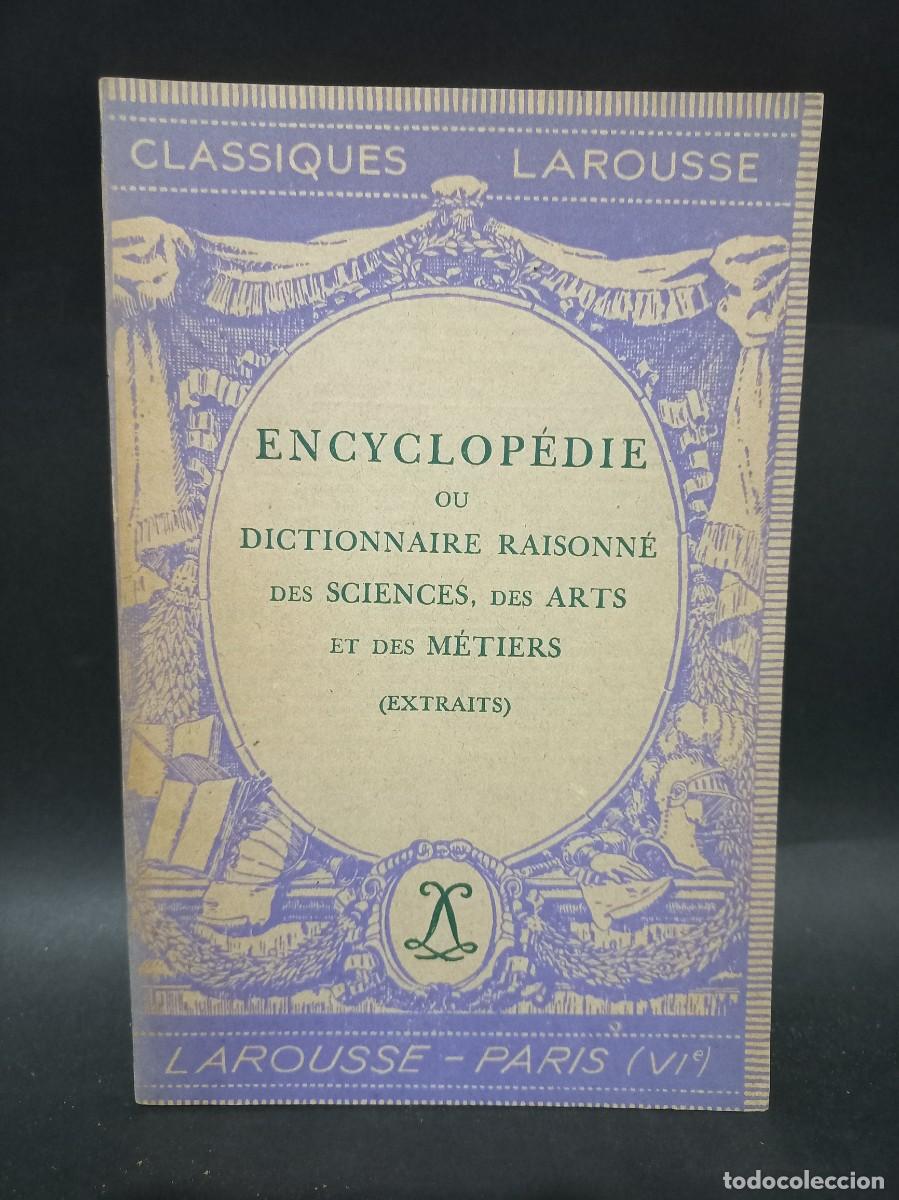 CLASSIQUES LAROUSSE
ENCYCLOPÉDIE
OU
DICTIONNAIRE RAISONNÉ
DES SCIENCES, DES ARTS
ET DES MÉTIERS
(EXTRAITS)
LAROUSSE - PARIS (VIe)
todocoleccion